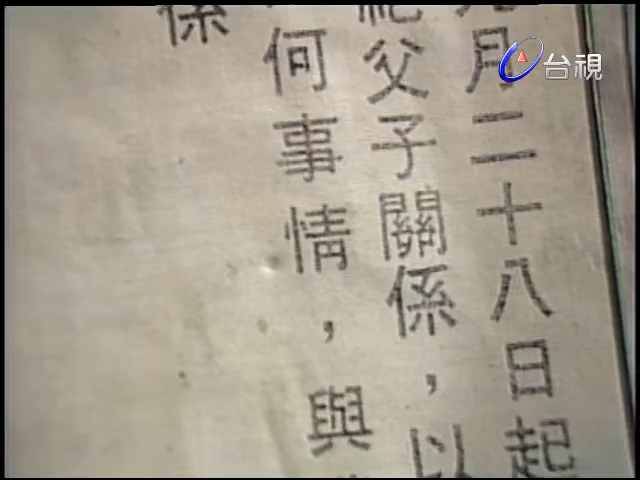 月二十八日起
父子關係，以
何事情，與
係
台視